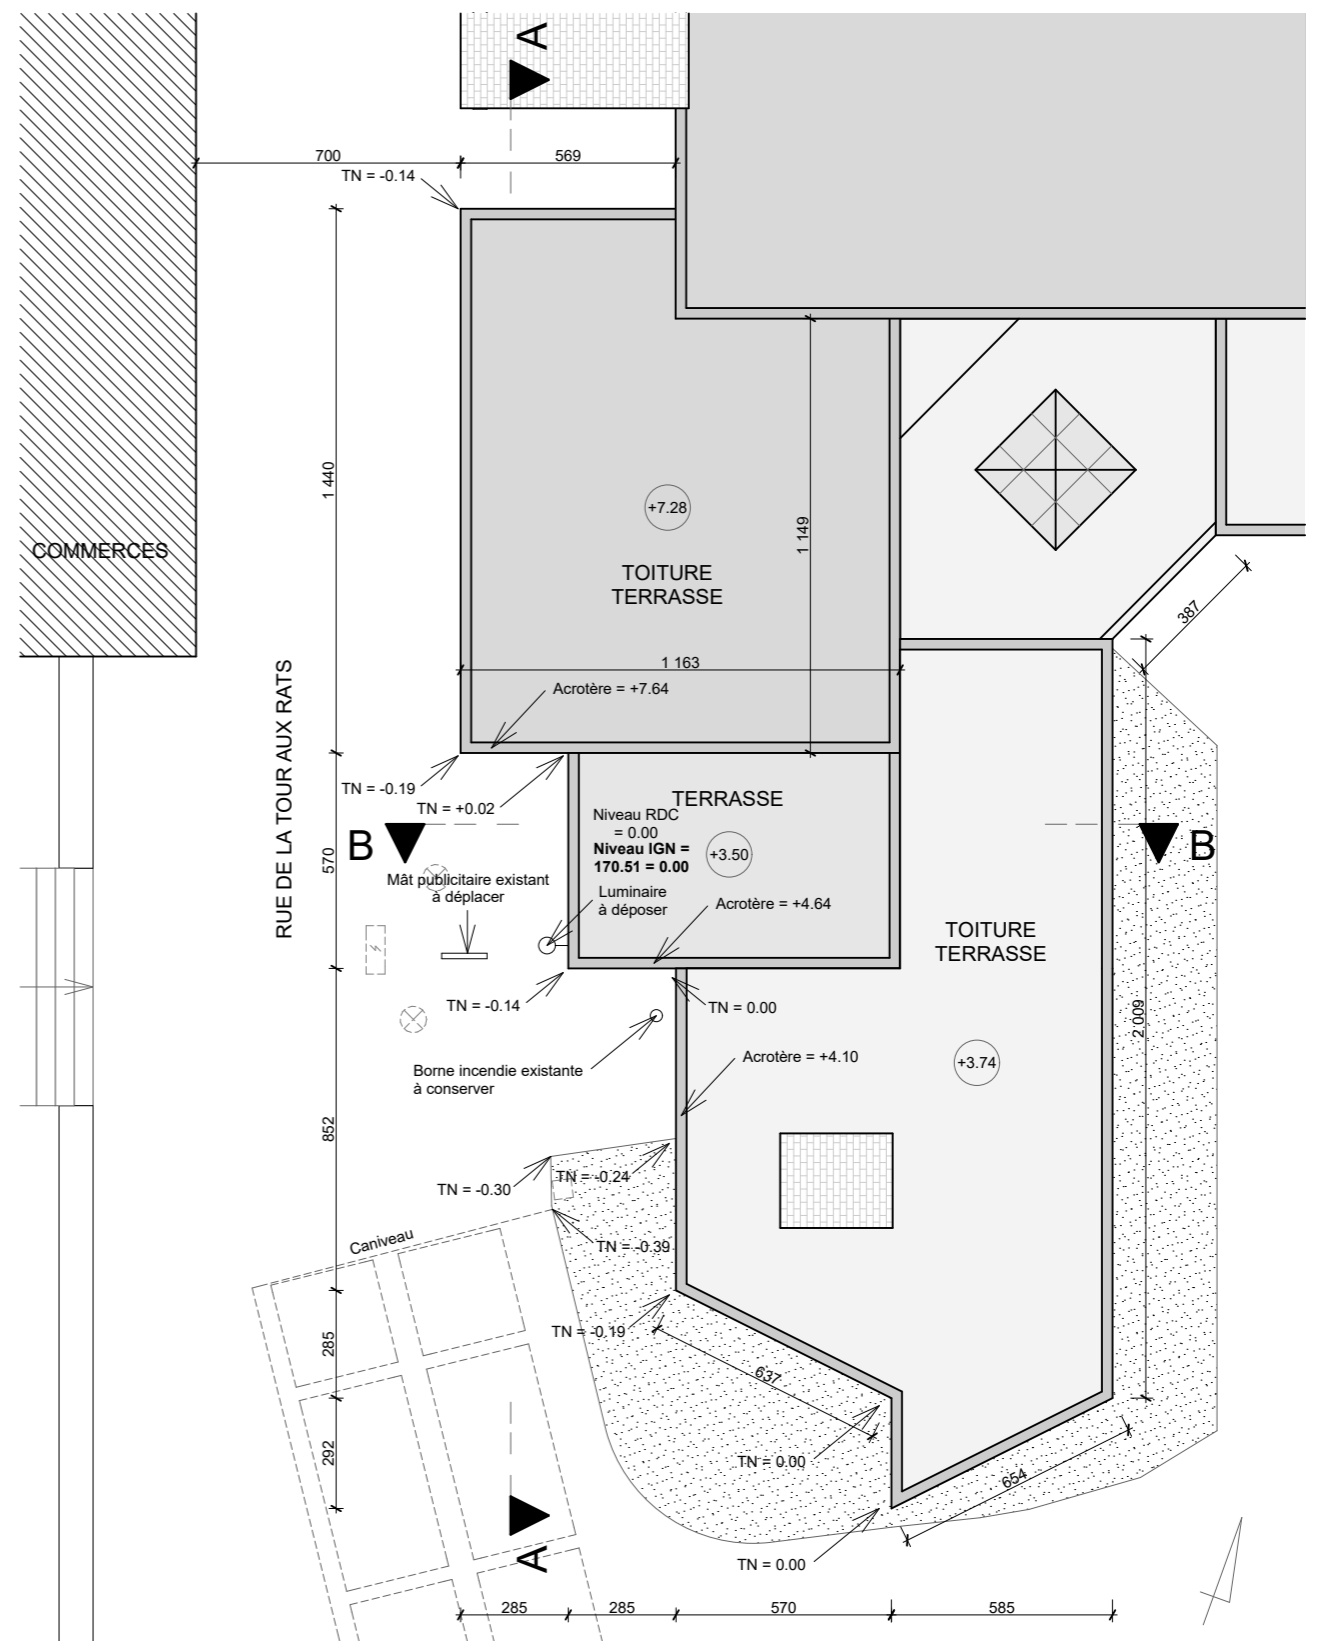 A
700
569
TN = -0.14
1 440
+7.28
1 149
COMMERCES
TOITURE
TERRASSE
387
1 163
RUE DE LA TOUR AUX RATS
Acrotère = +7.64
TN = -0.19
TN = +0.02
TERRASSE
Niveau RDC
= 0.00
Niveau IGN =
170.51 = 0.00
+3.50
B
B
570
Mât publicitaire existant
à déplacer
Luminaire
à déposer
Acrotère = +4.64
TOITURE
TERRASSE
TN = -0.14
TN = 0.00
2 009
Acrotère = +4.10
+3.74
Borne incendie existante
à conserver
852
TN = -0.24
TN = -0.30
Caniveau
TN = -0.39
TN = -0.19
285
637
292
TN = 0.00
654
A
TN = 0.00
285
285
570
585